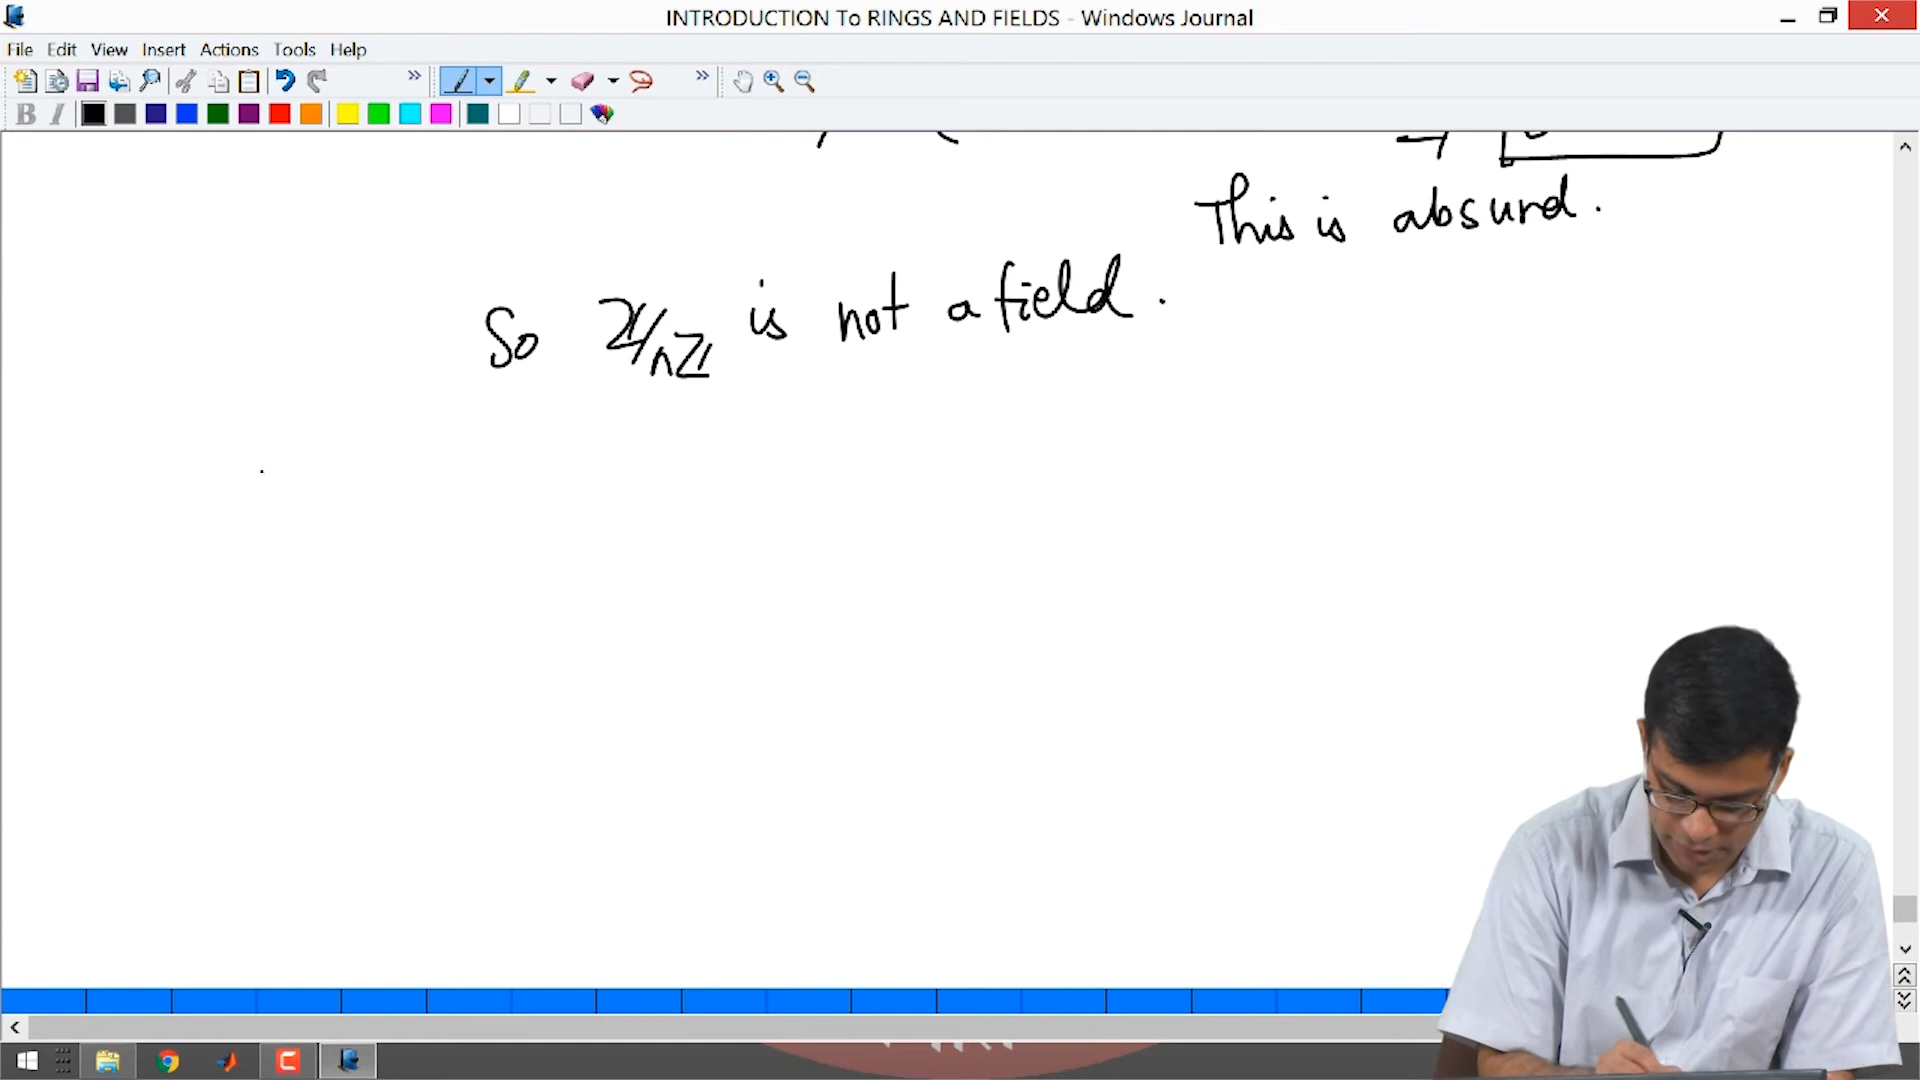 INTRODUCTION To RINGS AND FIELDS - Windows Journal
File Edit View Insert Actions Tools Help
B I
This is absurd.
So ℤ/nℤ is not a field.